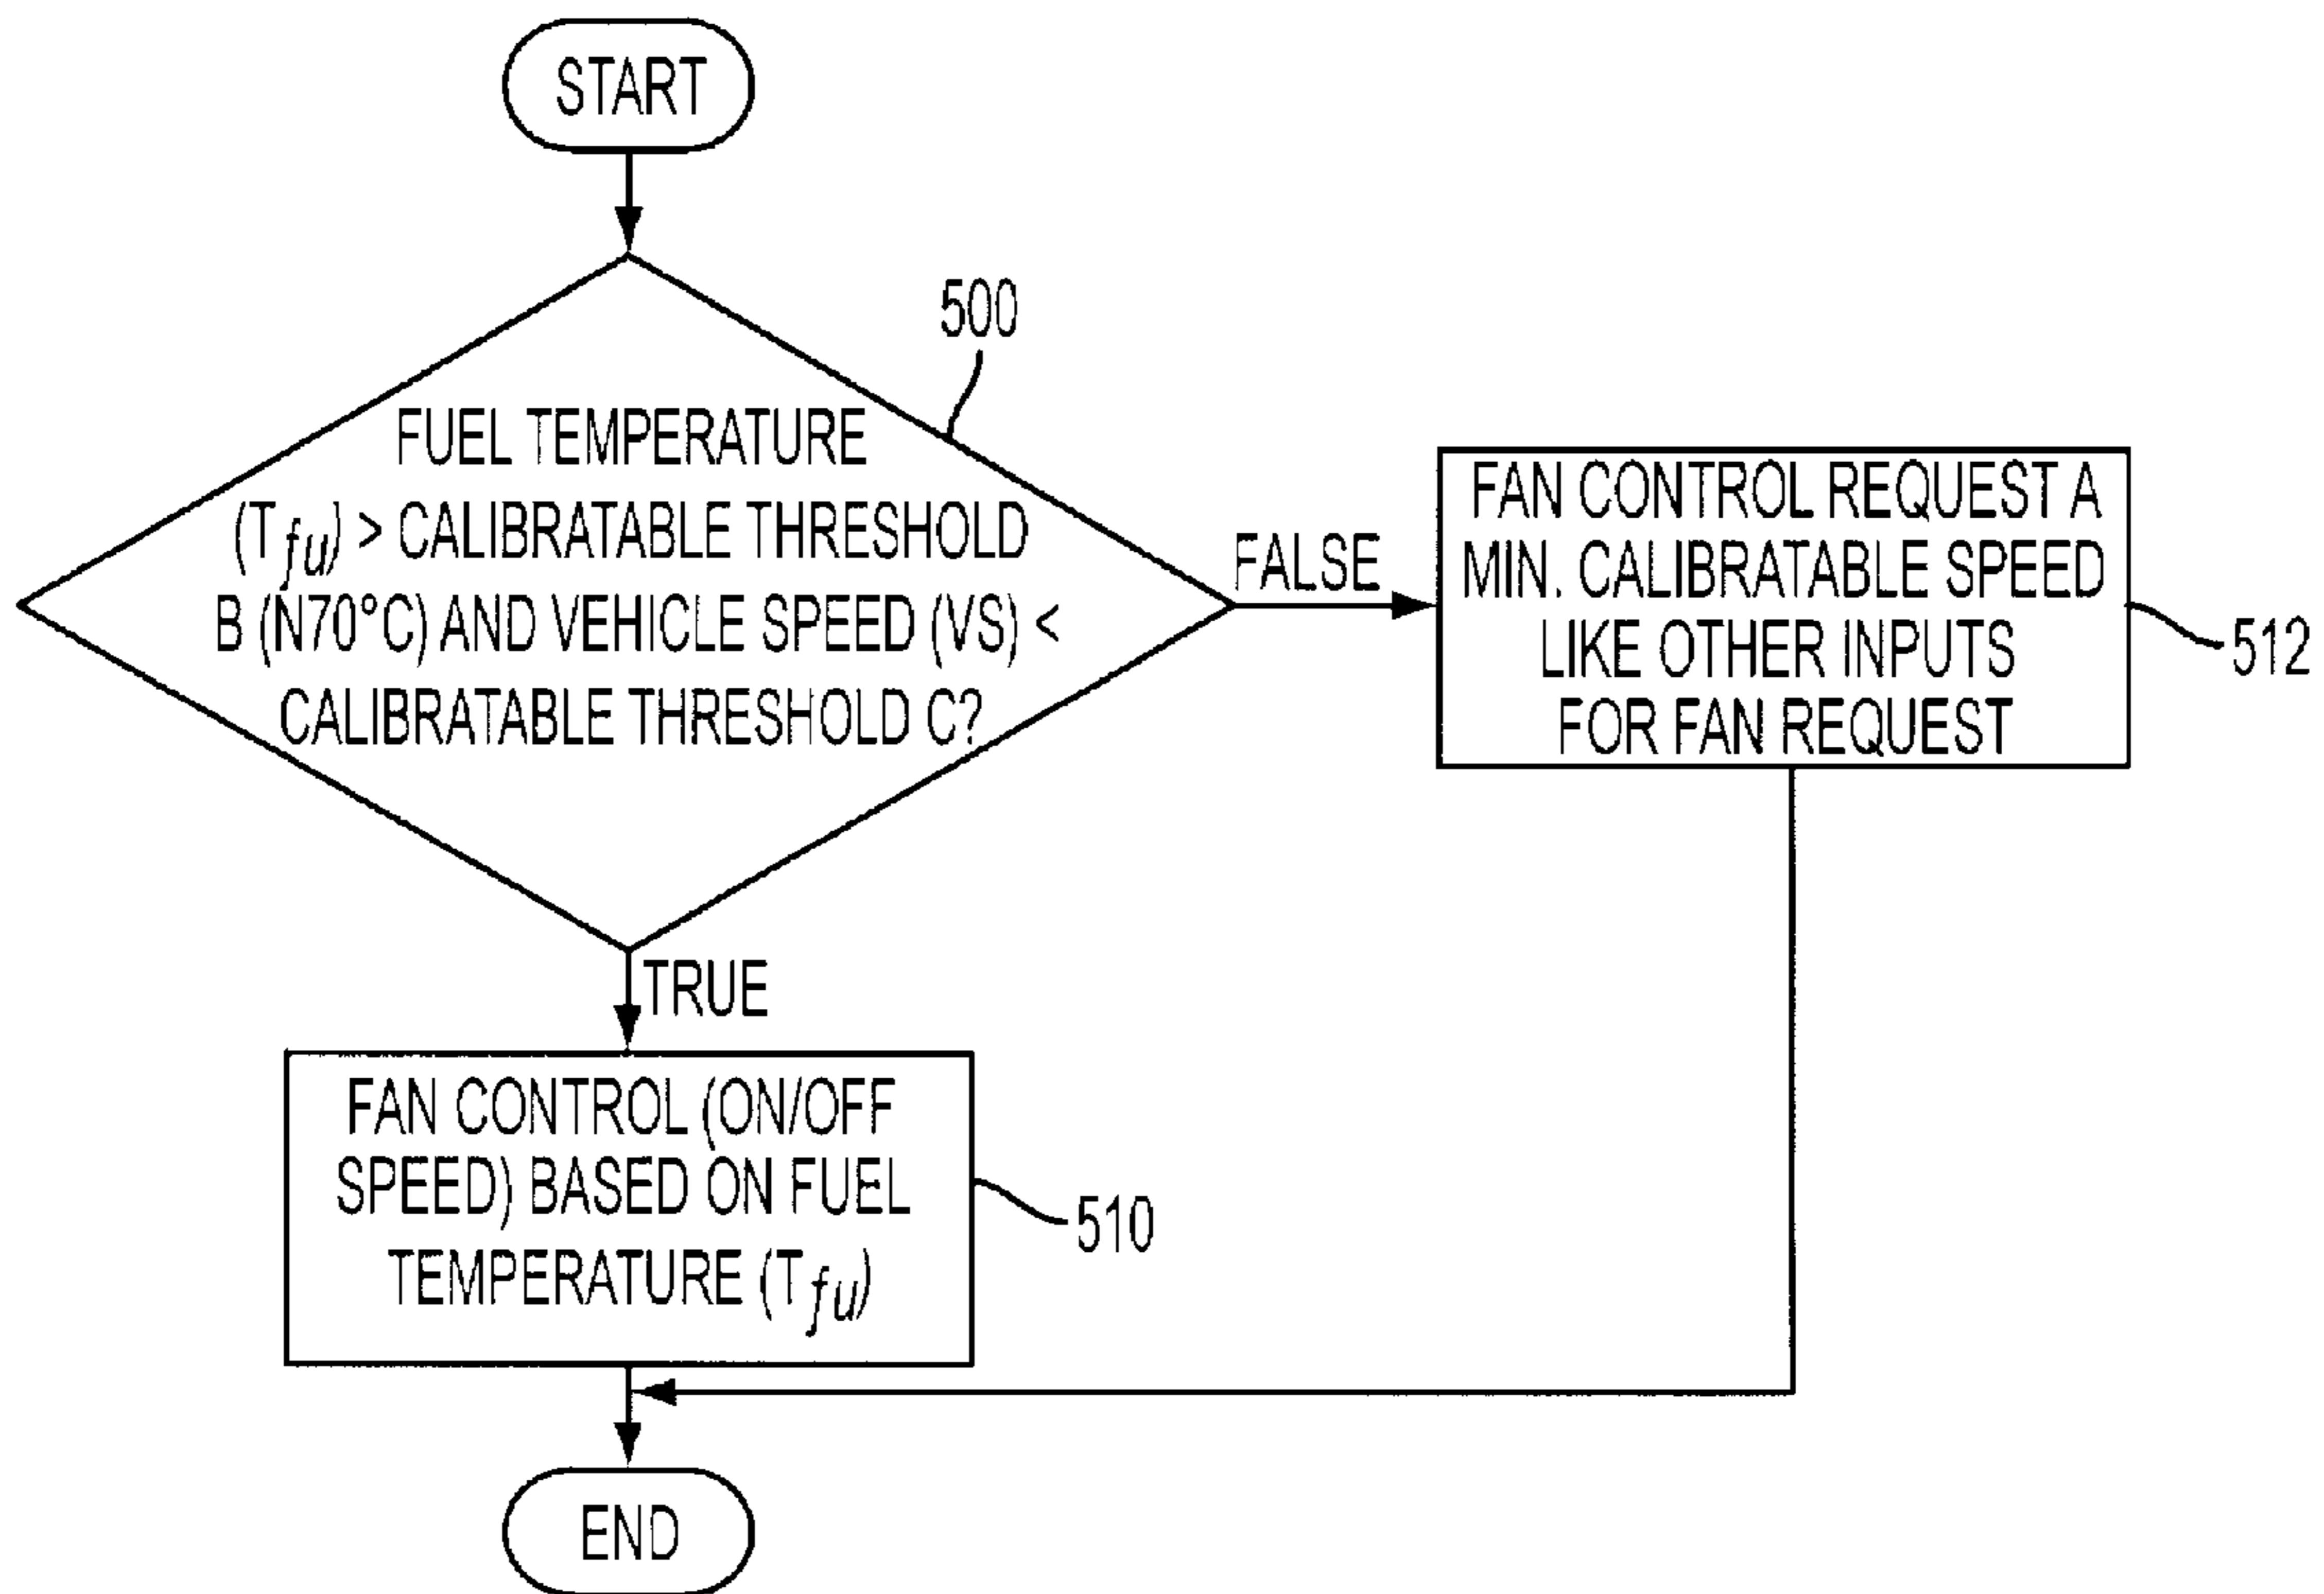 START
500
FUEL TEMPERATURE
(Tfu) > CALIBRATABLE THRESHOLD
B (N70°C) AND VEHICLE SPEED (VS) <
CALIBRATABLE THRESHOLD C?
FALSE
FAN CONTROL REQUEST A
MIN. CALIBRATABLE SPEED
LIKE OTHER INPUTS
FOR FAN REQUEST
512
TRUE
FAN CONTROL (ON/OFF
SPEED) BASED ON FUEL
TEMPERATURE (Tfu)
510
END